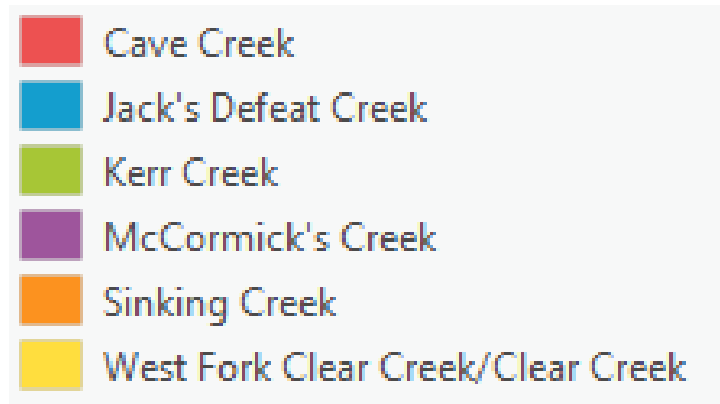 Cave Creek
Jack's Defeat Creek
Kerr Creek
McCormick's Creek
Sinking Creek
West Fork Clear Creek/Clear Creek